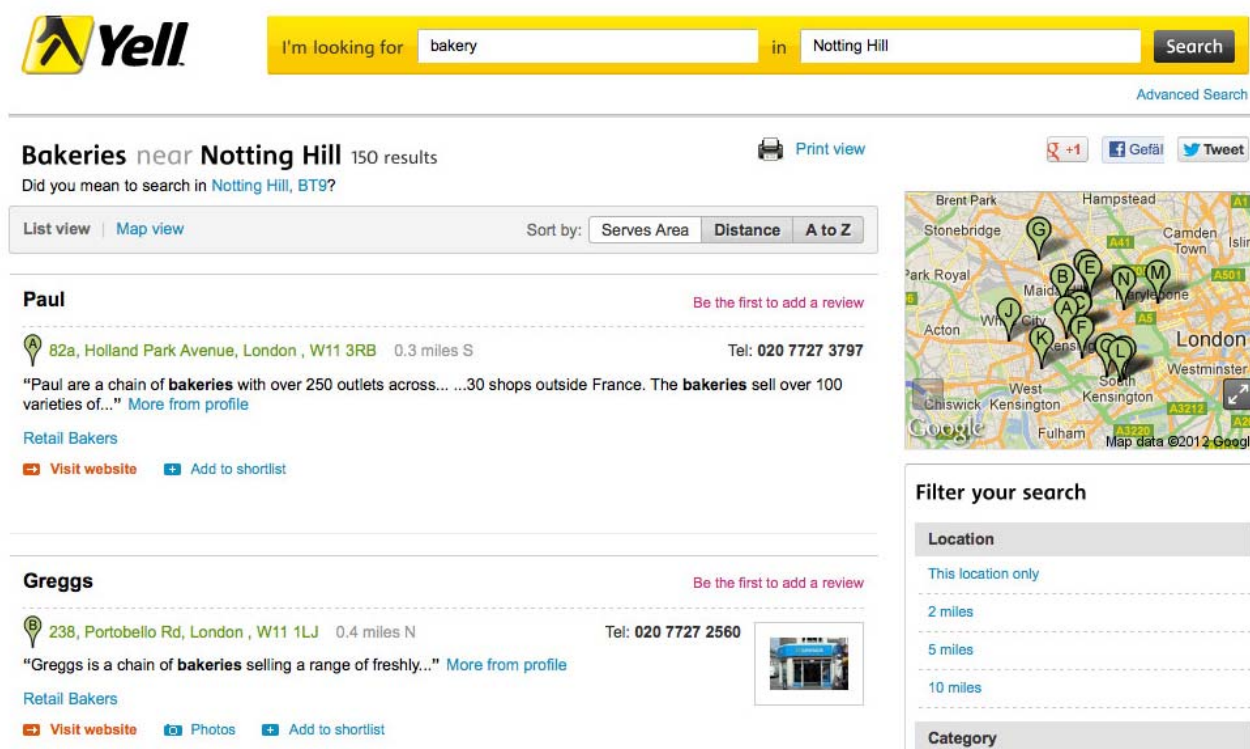 Yell
I'm looking for bakery in Notting Hill Search
Advanced Search
Bakeries near Notting Hill 150 results
Print view
+1 Gefäl Tweet
Did you mean to search in Notting Hill, BT9?
List view | Map view
Sort by: Serves Area Distance A to Z
Paul
Be the first to add a review
A 82a, Holland Park Avenue, London , W11 3RB 0.3 miles S
Tel: 020 7727 3797
“Paul are a chain of bakeries with over 250 outlets across... ...30 shops outside France. The bakeries sell over 100
varieties of...” More from profile
Retail Bakers
Visit website Add to shortlist
Greggs
Be the first to add a review
B 238, Portobello Rd, London , W11 1LJ 0.4 miles N
Tel: 020 7727 2560
“Greggs is a chain of bakeries selling a range of freshly...” More from profile
Retail Bakers
Visit website Photos Add to shortlist
Brent Park
Hampstead
Stonebridge
G
A41
Camden
Town
Park Royal
B E N M
A501
J A C
Acton
A5
K F
London
L
Westminster
West
Kensington
South
Kensington
Chiswick
A3212
Google
Fulham
A3220
Map data ©2012 Googl
Filter your search
Location
This location only
2 miles
5 miles
10 miles
Category